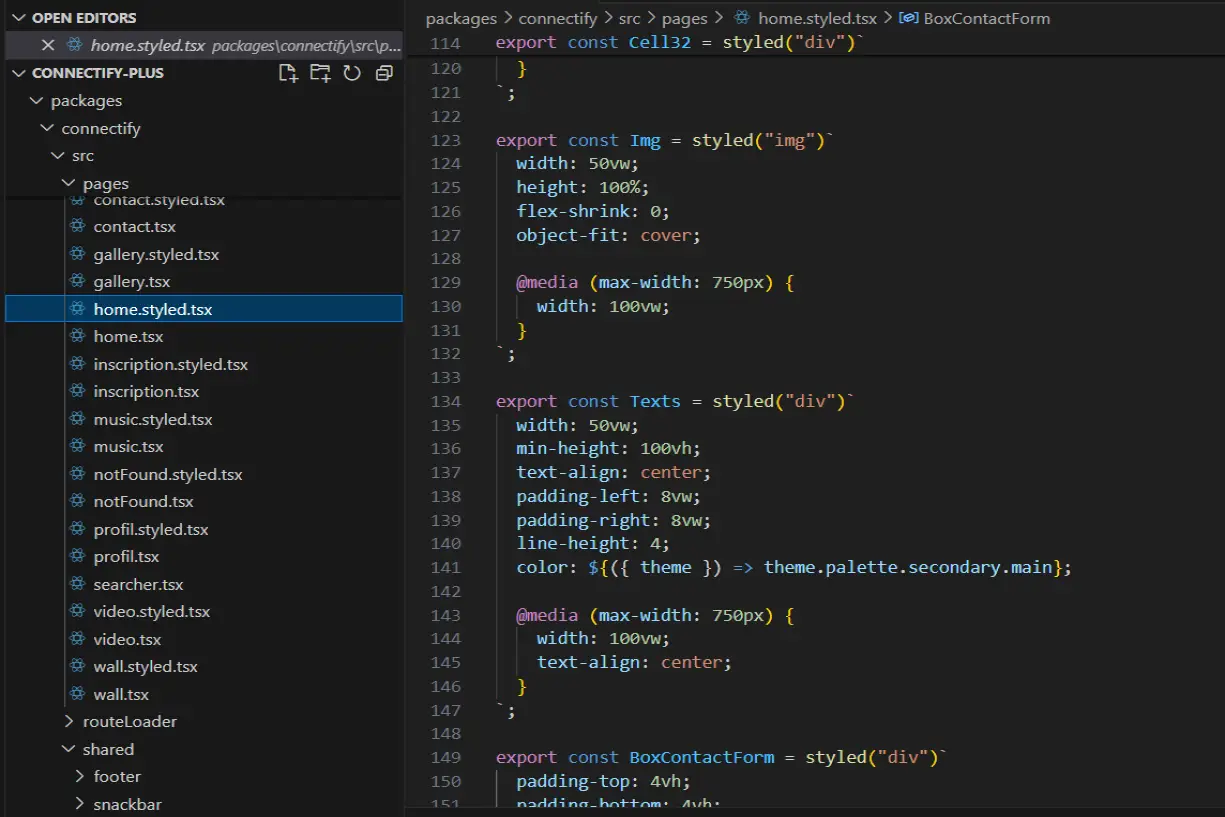 OPEN EDITORS
home.styled.tsx packages\connectify\src\p...
CONNECTIFY-PLUS
packages
connectify
src
pages
contact.styled.tsx
contact.tsx
gallery.styled.tsx
gallery.tsx
home.styled.tsx
home.tsx
inscription.styled.tsx
inscription.tsx
music.styled.tsx
music.tsx
notFound.styled.tsx
notFound.tsx
profil.styled.tsx
profil.tsx
searcher.tsx
video.styled.tsx
video.tsx
wall.styled.tsx
wall.tsx
routeLoader
shared
footer
snackbar
packages > connectify > src > pages > home.styled.tsx > BoxContactForm
114 export const Cell32 = styled("div")`
120 }
121 `;
122
123 export const Img = styled("img")`
124 width: 50vw;
125 height: 100%;
126 flex-shrink: 0;
127 object-fit: cover;
128
129 @media (max-width: 750px) {
130 width: 100vw;
131 }
132 `;
133
134 export const Texts = styled("div")`
135 width: 50vw;
136 min-height: 100vh;
137 text-align: center;
138 padding-left: 8vw;
139 padding-right: 8vw;
140 line-height: 4;
141 color: ${({ theme }) => theme.palette.secondary.main};
142
143 @media (max-width: 750px) {
144 width: 100vw;
145 text-align: center;
146 }
147 `;
148
149 export const BoxContactForm = styled("div")`
150 padding-top: 4vh;
151 padding-bottom: 4vh;